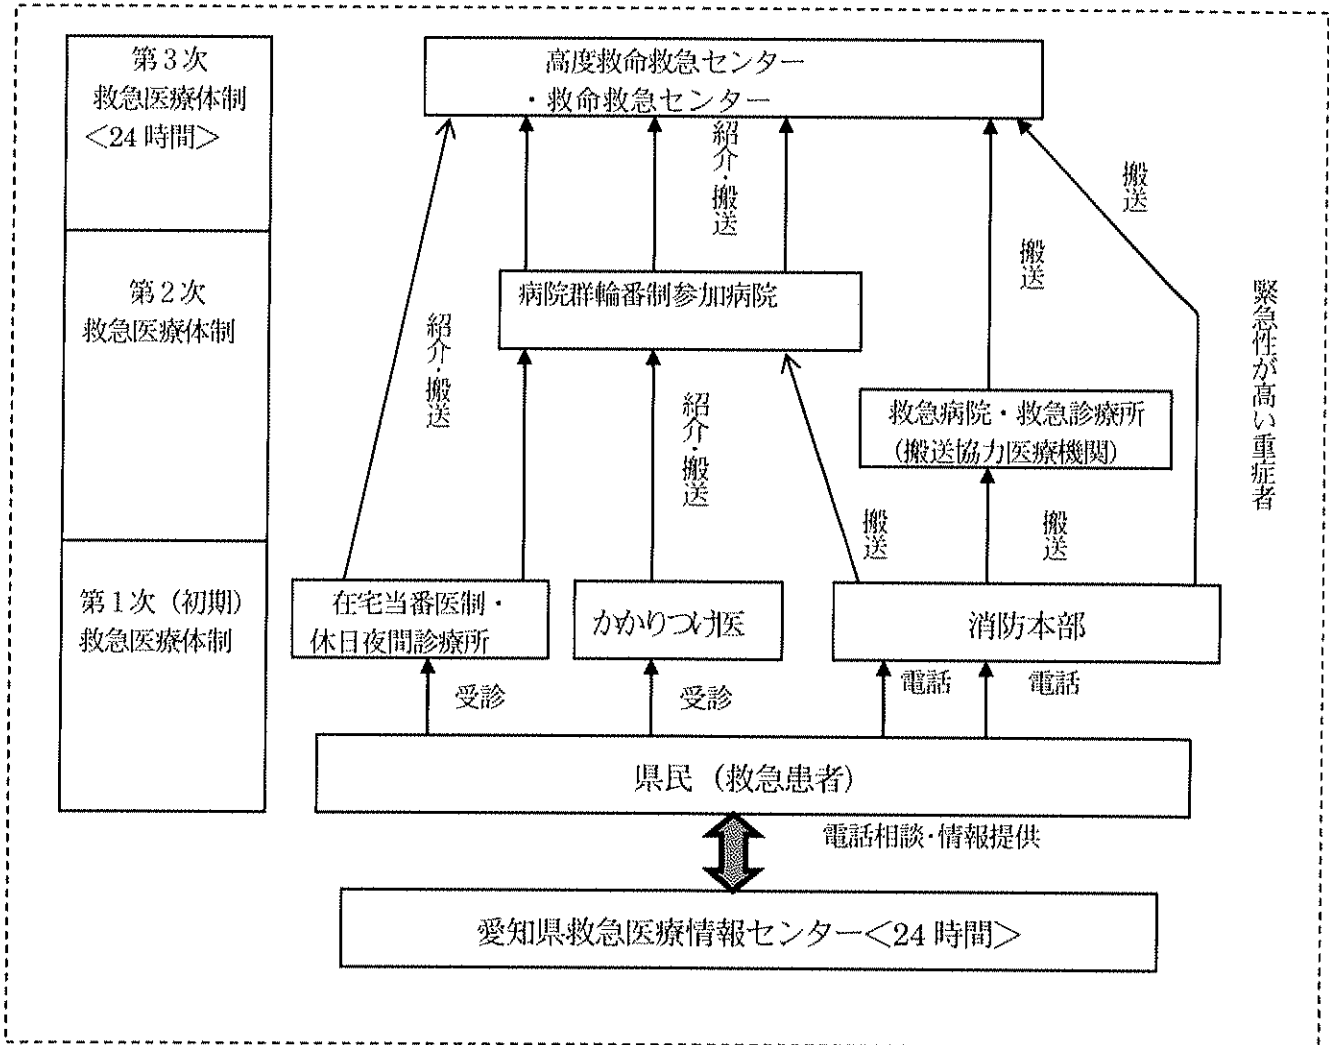 第３次
救急医療体制
＜24 時間＞
高度救命救急センター
・救命救急センター
紹介・搬送
搬送
搬送
第２次
救急医療体制
病院群輪番制参加病院
緊急性が高い重症者
紹介・搬送
紹介・搬送
救急病院・救急診療所
（搬送協力医療機関）
搬送
搬送
第１次（初期）
救急医療体制
在宅当番医制・
休日夜間診療所
かかりつけ医
消防本部
受診
受診
電話
電話
県民（救急患者）
電話相談・情報提供
愛知県救急医療情報センター＜24 時間＞